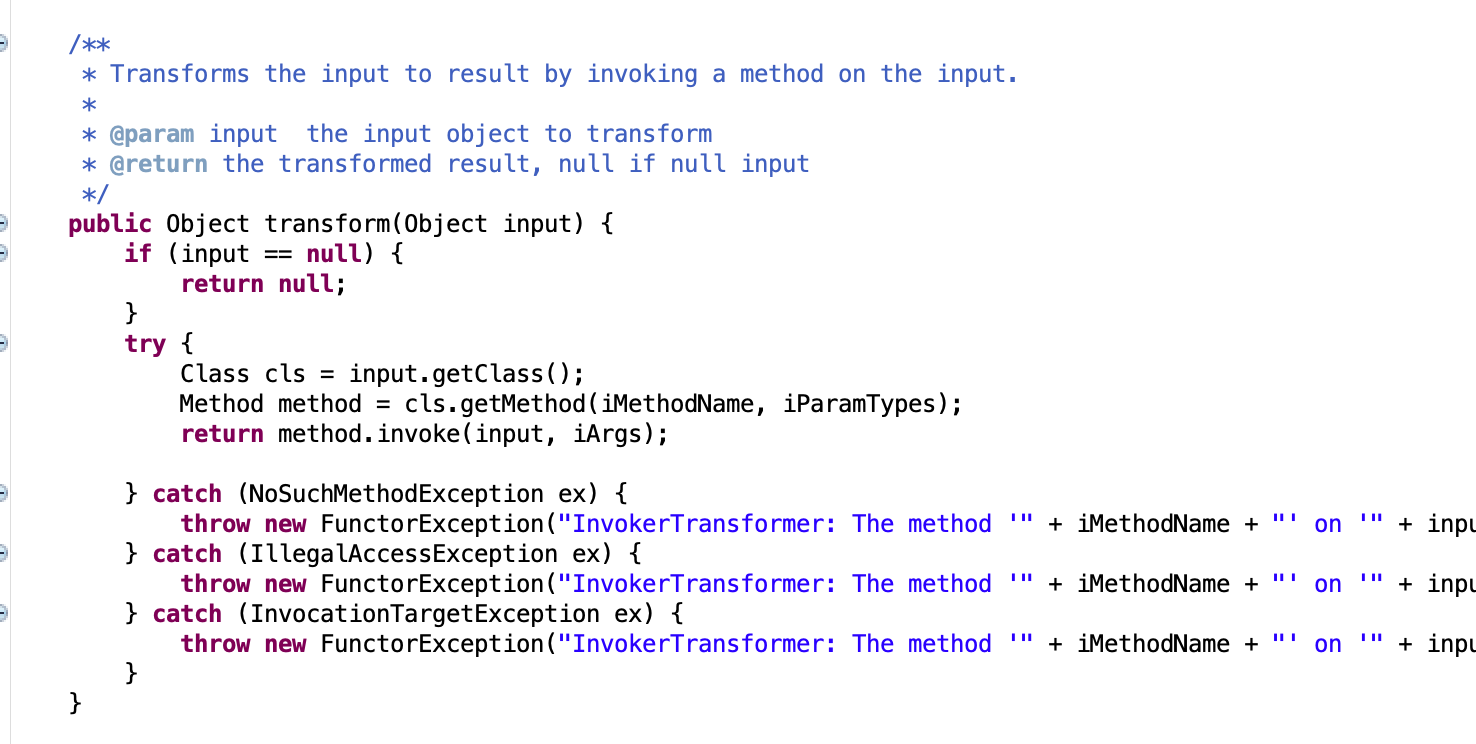 /**
 * Transforms the input to result by invoking a method on the input.
 *
 * @param input  the input object to transform
 * @return the transformed result, null if null input
 */
public Object transform(Object input) {
    if (input == null) {
        return null;
    }
    try {
        Class cls = input.getClass();
        Method method = cls.getMethod(iMethodName, iParamTypes);
        return method.invoke(input, iArgs);

    } catch (NoSuchMethodException ex) {
        throw new FunctorException("InvokerTransformer: The method '" + iMethodName + "' on '" + inpu
    } catch (IllegalAccessException ex) {
        throw new FunctorException("InvokerTransformer: The method '" + iMethodName + "' on '" + inpu
    } catch (InvocationTargetException ex) {
        throw new FunctorException("InvokerTransformer: The method '" + iMethodName + "' on '" + inpu
    }
}